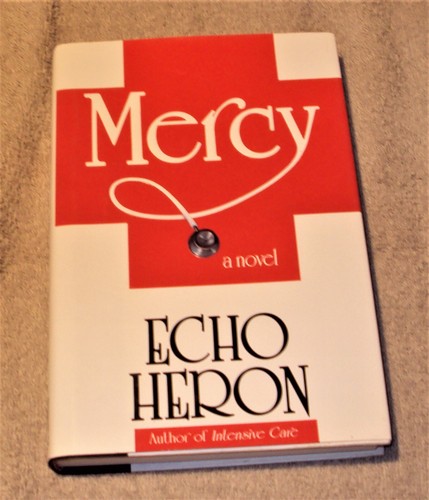 Mercy
a novel
ECHO
HERON
Author of Intensive Care